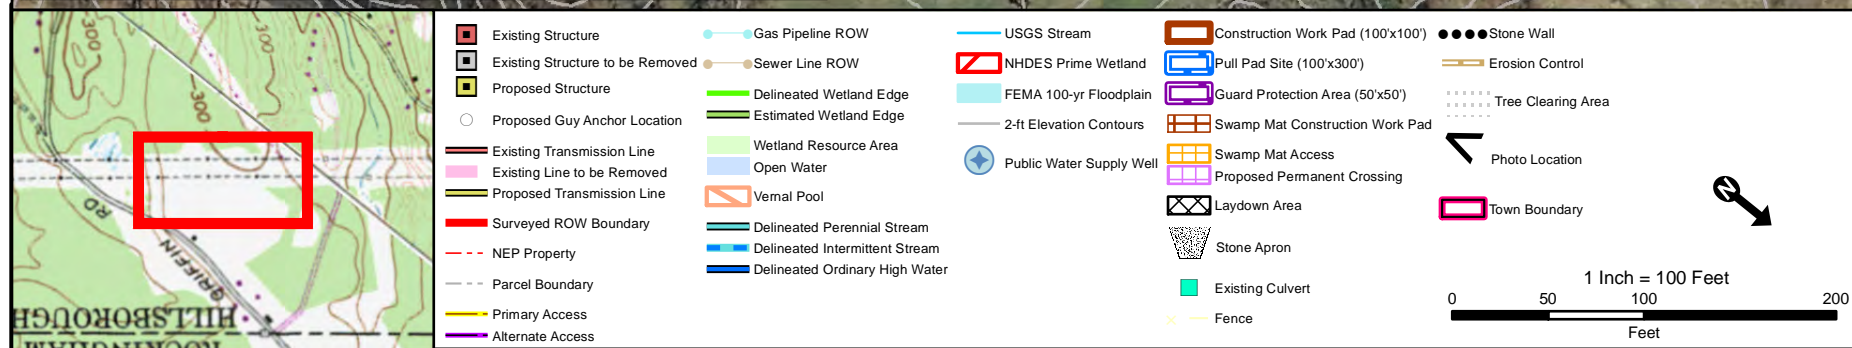 300
300
300
RD
GRIFFIN
HILLSBOROUGH
ROCKINGHAM
Existing Structure
Existing Structure to be Removed
Proposed Structure
Proposed Guy Anchor Location
Existing Transmission Line
Existing Line to be Removed
Proposed Transmission Line
Surveyed ROW Boundary
NEP Property
Parcel Boundary
Primary Access
Alternate Access
Gas Pipeline ROW
Sewer Line ROW
Delineated Wetland Edge
Estimated Wetland Edge
Wetland Resource Area
Open Water
Vernal Pool
Delineated Perennial Stream
Delineated Intermittent Stream
Delineated Ordinary High Water
USGS Stream
NHDES Prime Wetland
FEMA 100-yr Floodplain
2-ft Elevation Contours
Public Water Supply Well
Construction Work Pad (100'x100')
Pull Pad Site (100'x300')
Guard Protection Area (50'x50')
Swamp Mat Construction Work Pad
Swamp Mat Access
Proposed Permanent Crossing
Laydown Area
Stone Apron
Existing Culvert
Fence
Stone Wall
Erosion Control
Tree Clearing Area
Photo Location
Town Boundary
N
1 Inch = 100 Feet
0 50 100 200
Feet